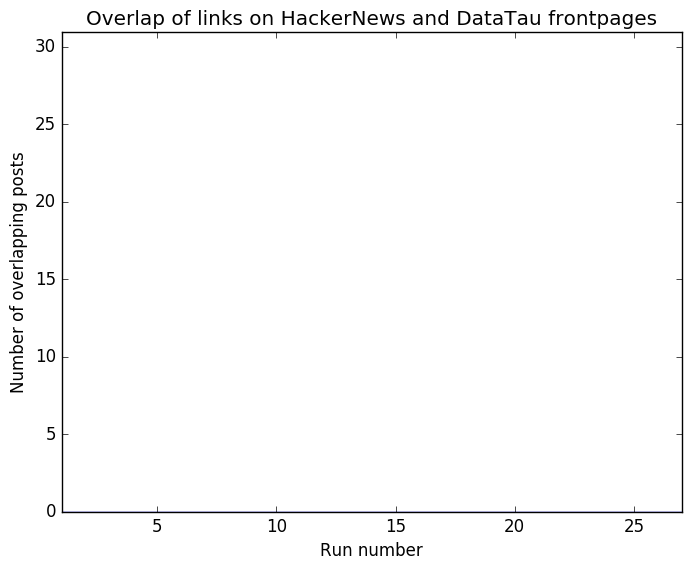 Overlap of links on HackerNews and DataTau frontpages
30
25
20
15
10
5
0
Number of overlapping posts
5 10 15 20 25
Run number